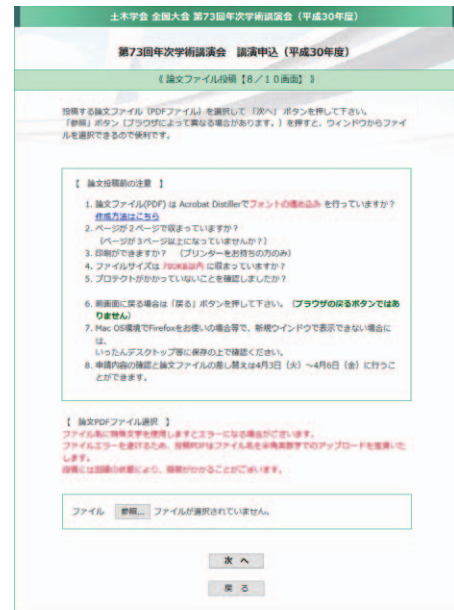 土木学会 全国大会 第73回年次学術講演会（平成30年度）
第73回年次学術講演会　講演申込（平成30年度）
《 論文ファイル投稿【8／10画面】 》
投稿する論文ファイル（PDFファイル）を選択して「次へ」ボタンを押して下さい。
「参照」ボタン（ブラウザによって異なる場合があります。）を押すと、ウィンドウからファイ
ルを選択できるので便利です。
【 論文投稿前の注意 】
1. 論文ファイル(PDF) は Acrobat Distillerでフォントの埋め込み を行っていますか？
作成方法はこちら
2. ページが2ページで収まっていますか？
（ページが3ページ以上になっていませんか？）
3. 印刷ができますか？　（プリンターをお持ちの方のみ）
4. ファイルサイズは 700KB以内 に収まっていますか？
5. プロテクトがかかっていないことを確認しましたか？
6. 前画面に戻る場合は「戻る」ボタンを押して下さい。（ブラウザの戻るボタンではあ
りません）
7. Mac OS環境でFirefoxをお使いの場合等で、新規ウインドウで表示できない場合に
は、
いったんデスクトップ等に保存の上で確認ください。
8. 申請内容の確認と論文ファイルの差し替えは4月3日（火）～4月6日（金）に行うこ
とができます。
【 論文PDFファイル選択 】
ファイル名に特殊文字を使用しますとエラーになる場合がございます。
ファイルエラーを避けるため、投稿PDFはファイル名を半角英数字でのアップロードを推奨いた
します。
投稿には回線の状態により、時間がかかることがございます。
ファイル　参照...　ファイルが選択されていません。
次 へ
戻 る